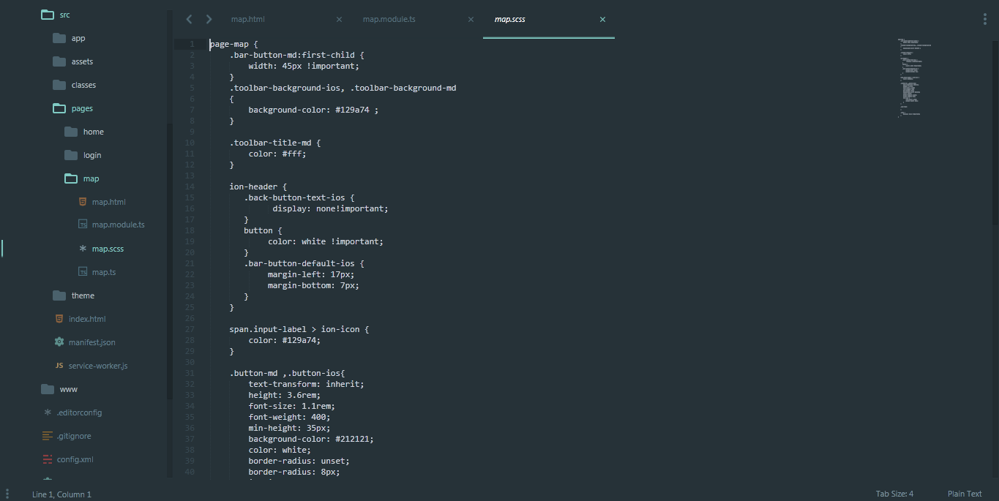 src
app
assets
classes
pages
home
login
map
map.html
map.module.ts
map.scss
map.ts
theme
index.html
manifest.json
JS service-worker.js
www
.editorconfig
.gitignore
config.xml
map.html × map.module.ts × map.scss ×
1 page-map {
2 .bar-button-md:first-child {
3 width: 45px !important;
4 }
5 .toolbar-background-ios, .toolbar-background-md
6 {
7 background-color: #129a74 ;
8 }
9
10 .toolbar-title-md {
11 color: #fff;
12 }
13
14 ion-header {
15 .back-button-text-ios {
16 display: none!important;
17 }
18 button {
19 color: white !important;
20 }
21 .bar-button-default-ios {
22 margin-left: 17px;
23 margin-bottom: 7px;
24 }
25 }
26
27 span.input-label > ion-icon {
28 color: #129a74;
29 }
30
31 .button-md ,.button-ios{
32 text-transform: inherit;
33 height: 3.6rem;
34 font-size: 1.1rem;
35 font-weight: 400;
36 min-height: 35px;
37 background-color: #212121;
38 color: white;
39 border-radius: unset;
40 border-radius: 8px;
Line 1, Column 1
Tab Size: 4
Plain Text